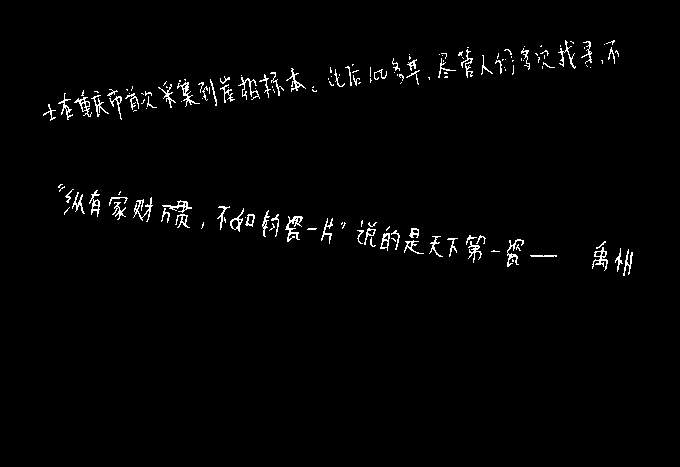 士在重庆市首次采集到崖柏标本。此后100多年，尽管人们多次找寻，不
“纵有家财万贯，不如钧瓷一片”说的是天下第一瓷——禹州